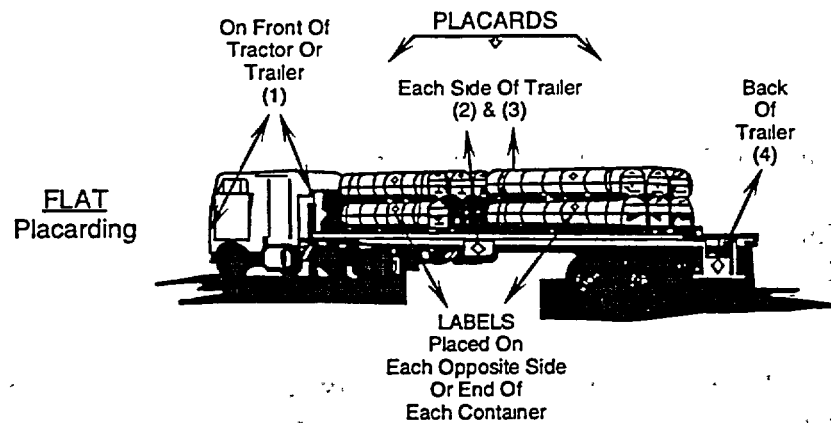 PLACARDS
On Front Of
Tractor Or
Trailer
(1)
Each Side Of Trailer
(2) & (3)
Back
Of
Trailer
(4)
FLAT
Placarding
LABELS
Placed On
Each Opposite Side
Or End Of
Each Container